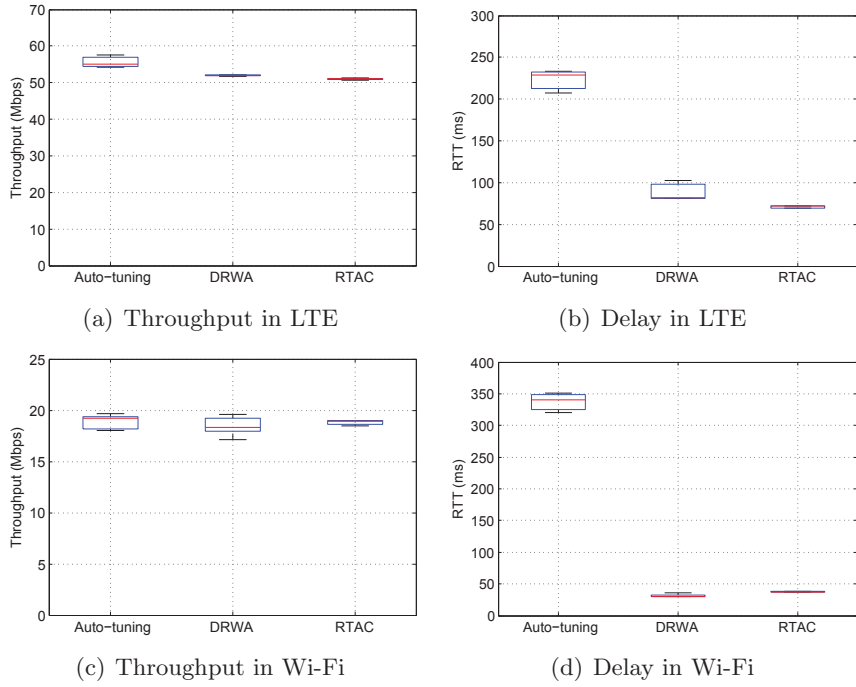 70
60
50
40
30
20
10
0
Throughput (Mbps)
Auto−tuning DRWA RTAC
(a) Throughput in LTE
300
250
200
150
100
50
0
RTT (ms)
Auto−tuning DRWA RTAC
(b) Delay in LTE
25
20
15
10
5
0
Throughput (Mbps)
Auto−tuning DRWA RTAC
(c) Throughput in Wi-Fi
400
350
300
250
200
150
100
50
0
RTT (ms)
Auto−tuning DRWA RTAC
(d) Delay in Wi-Fi